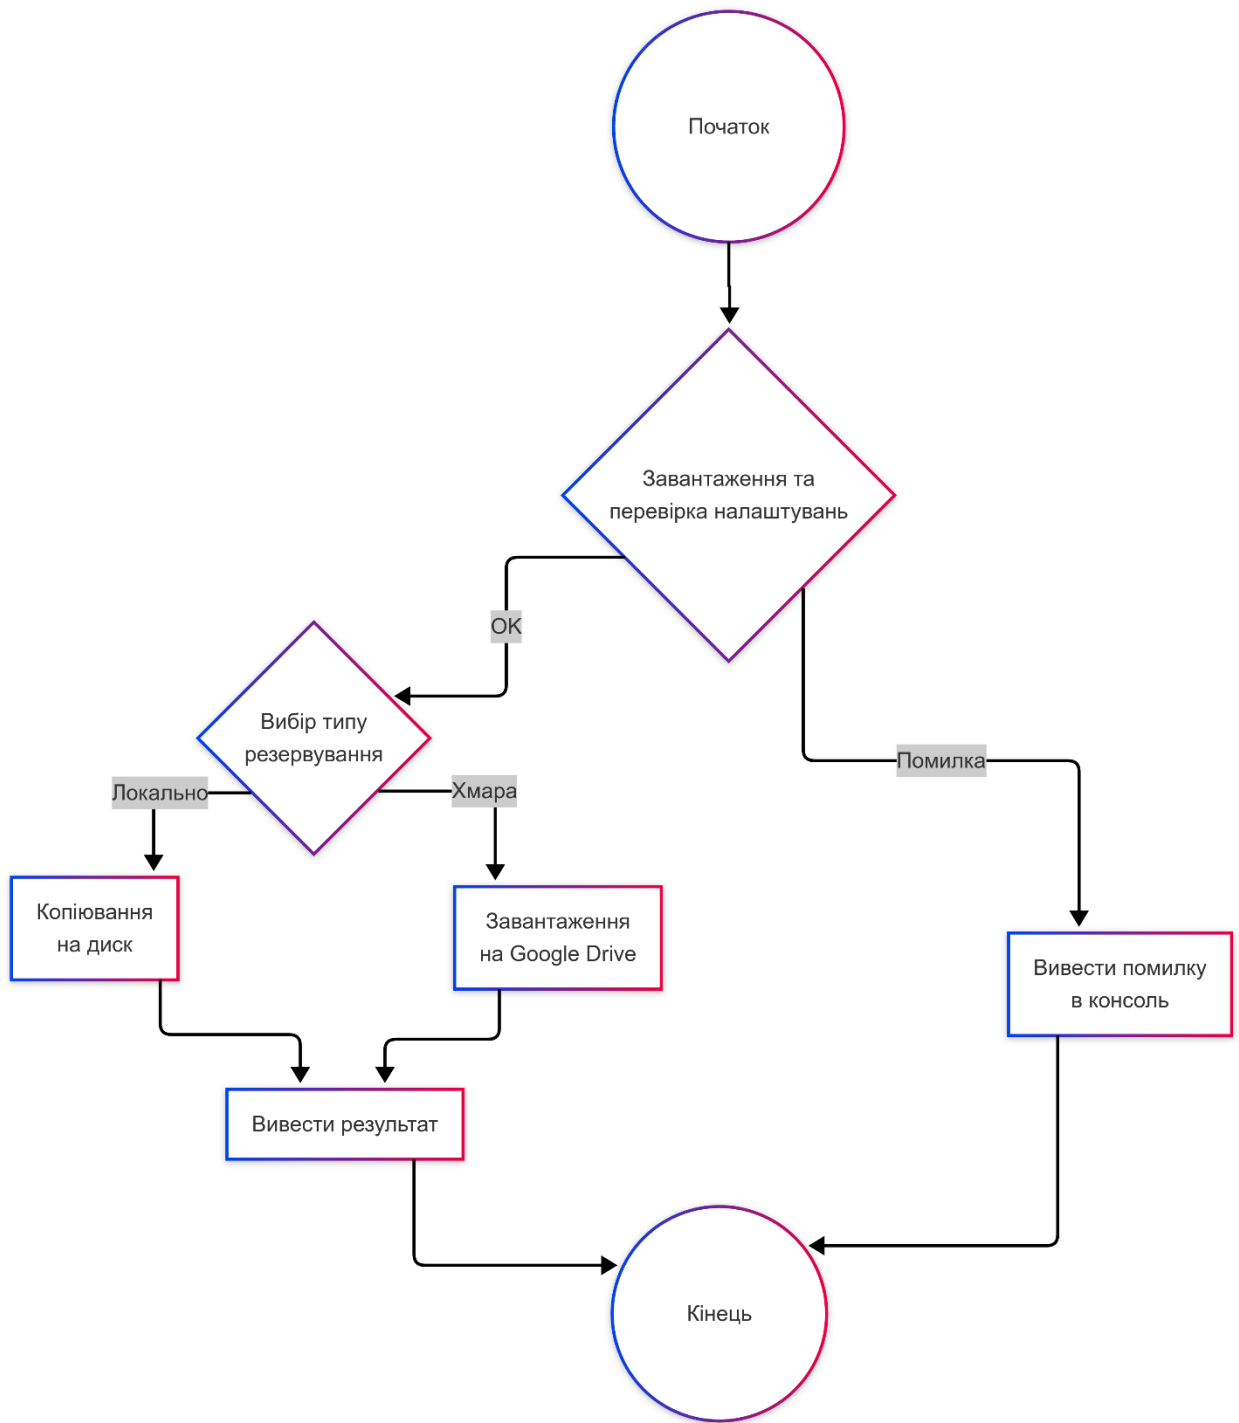 Початок
Завантаження та
перевірка налаштувань
OK
Вибір типу
резервування
Помилка
Локально
Хмара
Копіювання
на диск
Завантаження
на Google Drive
Вивести помилку
в консоль
Вивести результат
Кінець